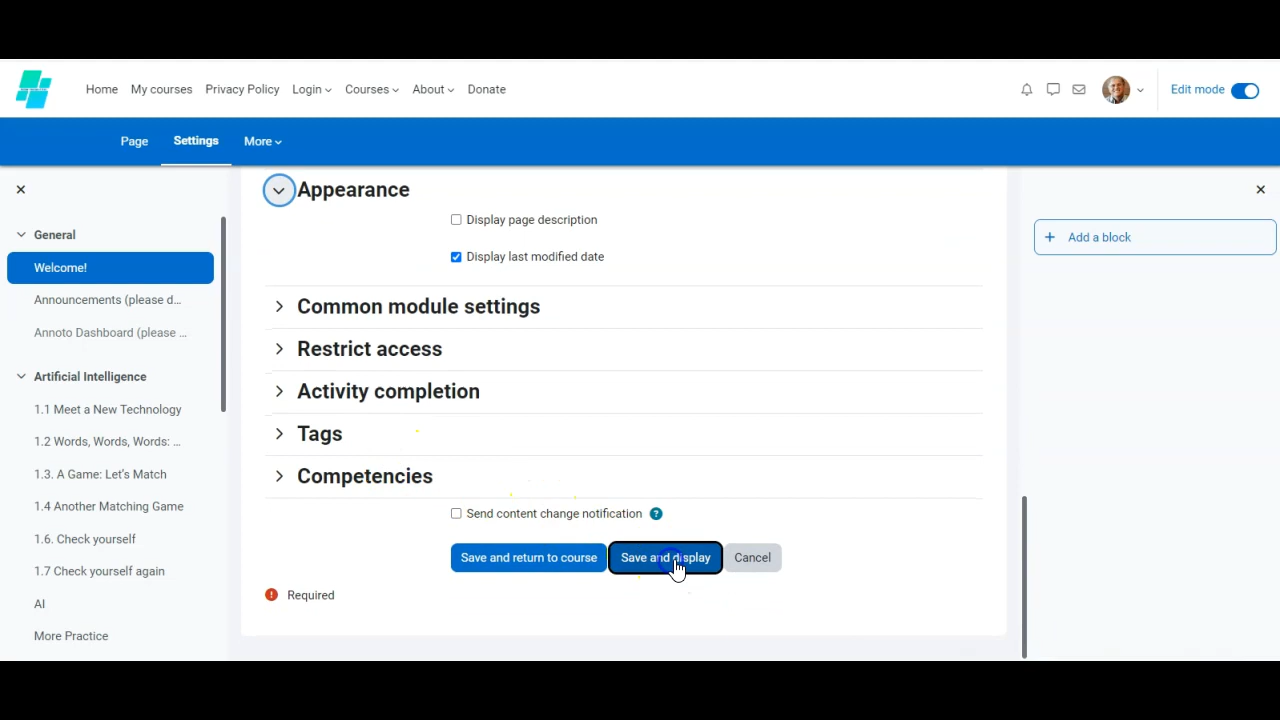 Home My courses Privacy Policy Login Courses About Donate
Edit mode
Page Settings More
General
Welcome!
Announcements (please d...
Annoto Dashboard (please ...
Artificial Intelligence
1.1 Meet a New Technology
1.2 Words, Words, Words: ...
1.3. A Game: Let's Match
1.4 Another Matching Game
1.6. Check yourself
1.7 Check yourself again
AI
More Practice
Appearance
Display page description
Display last modified date
Common module settings
Restrict access
Activity completion
Tags
Competencies
Send content change notification ?
Save and return to course Save and display Cancel
! Required
+ Add a block